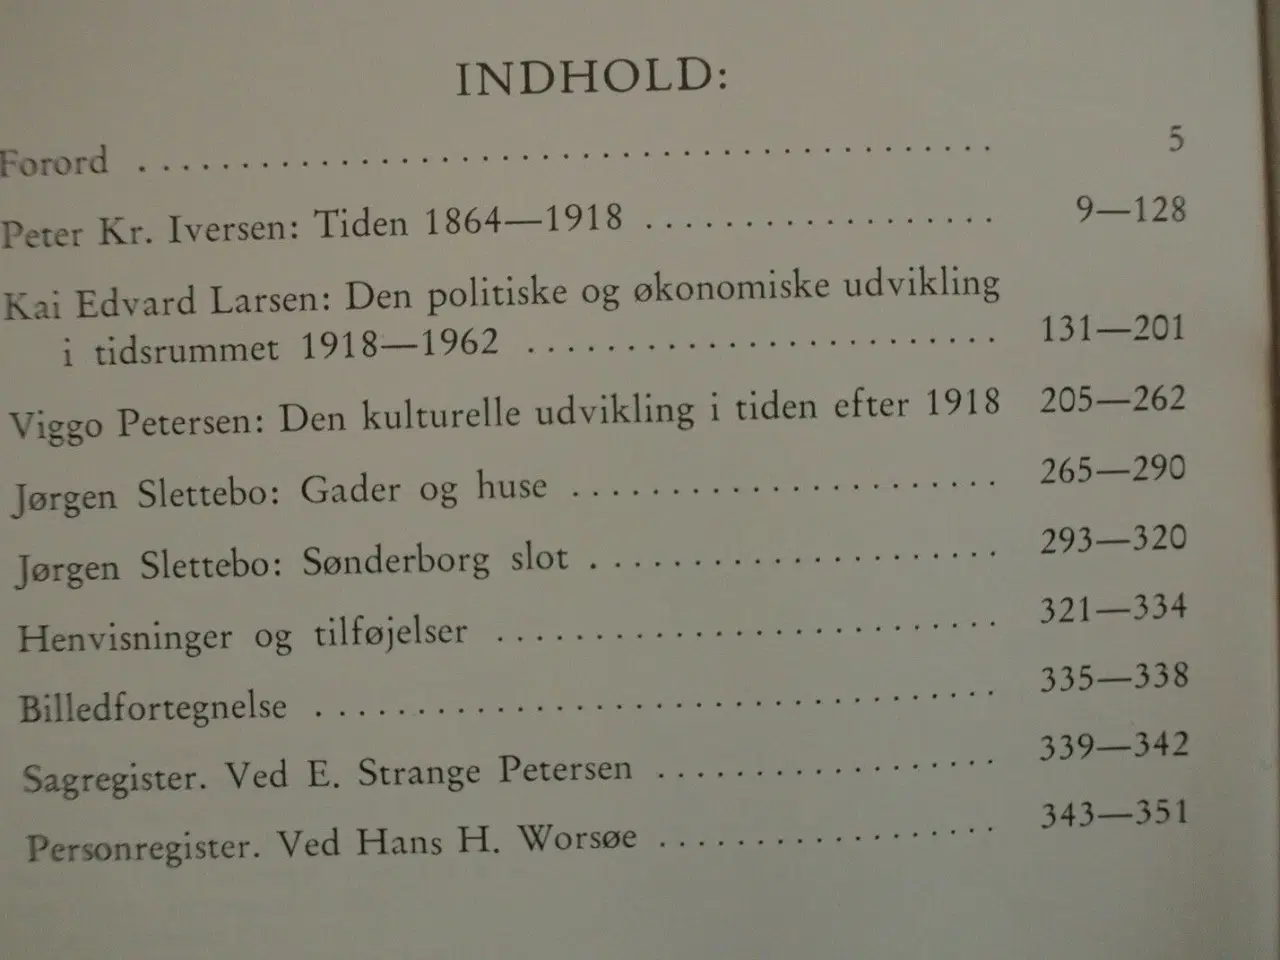 INDHOLD:
Forord . . . . . . . . . . . . . . . . . . . . . . . . . . . . . . . . 5
Peter Kr. Iversen: Tiden 1864—1918 . . . . . . . . . . . . . . . . . . 9—128
Kai Edvard Larsen: Den politiske og økonomiske udvikling
i tidsrummet 1918—1962 . . . . . . . . . . . . . . . . . . . . . . . . 131—201
Viggo Petersen: Den kulturelle udvikling i tiden efter 1918 205—262
Jørgen Slettebo: Gader og huse . . . . . . . . . . . . . . . . . . . . . . 265—290
Jørgen Slettebo: Sønderborg slot . . . . . . . . . . . . . . . . . . . . . 293—320
Henvisninger og tilføjelser . . . . . . . . . . . . . . . . . . . . . . . . . 321—334
Billedfortegnelse . . . . . . . . . . . . . . . . . . . . . . . . . . . . . . . . 335—338
Sagregister. Ved E. Strange Petersen . . . . . . . . . . . . . . . . . . 339—342
Personregister. Ved Hans H. Worsøe . . . . . . . . . . . . . . . . . . 343—351